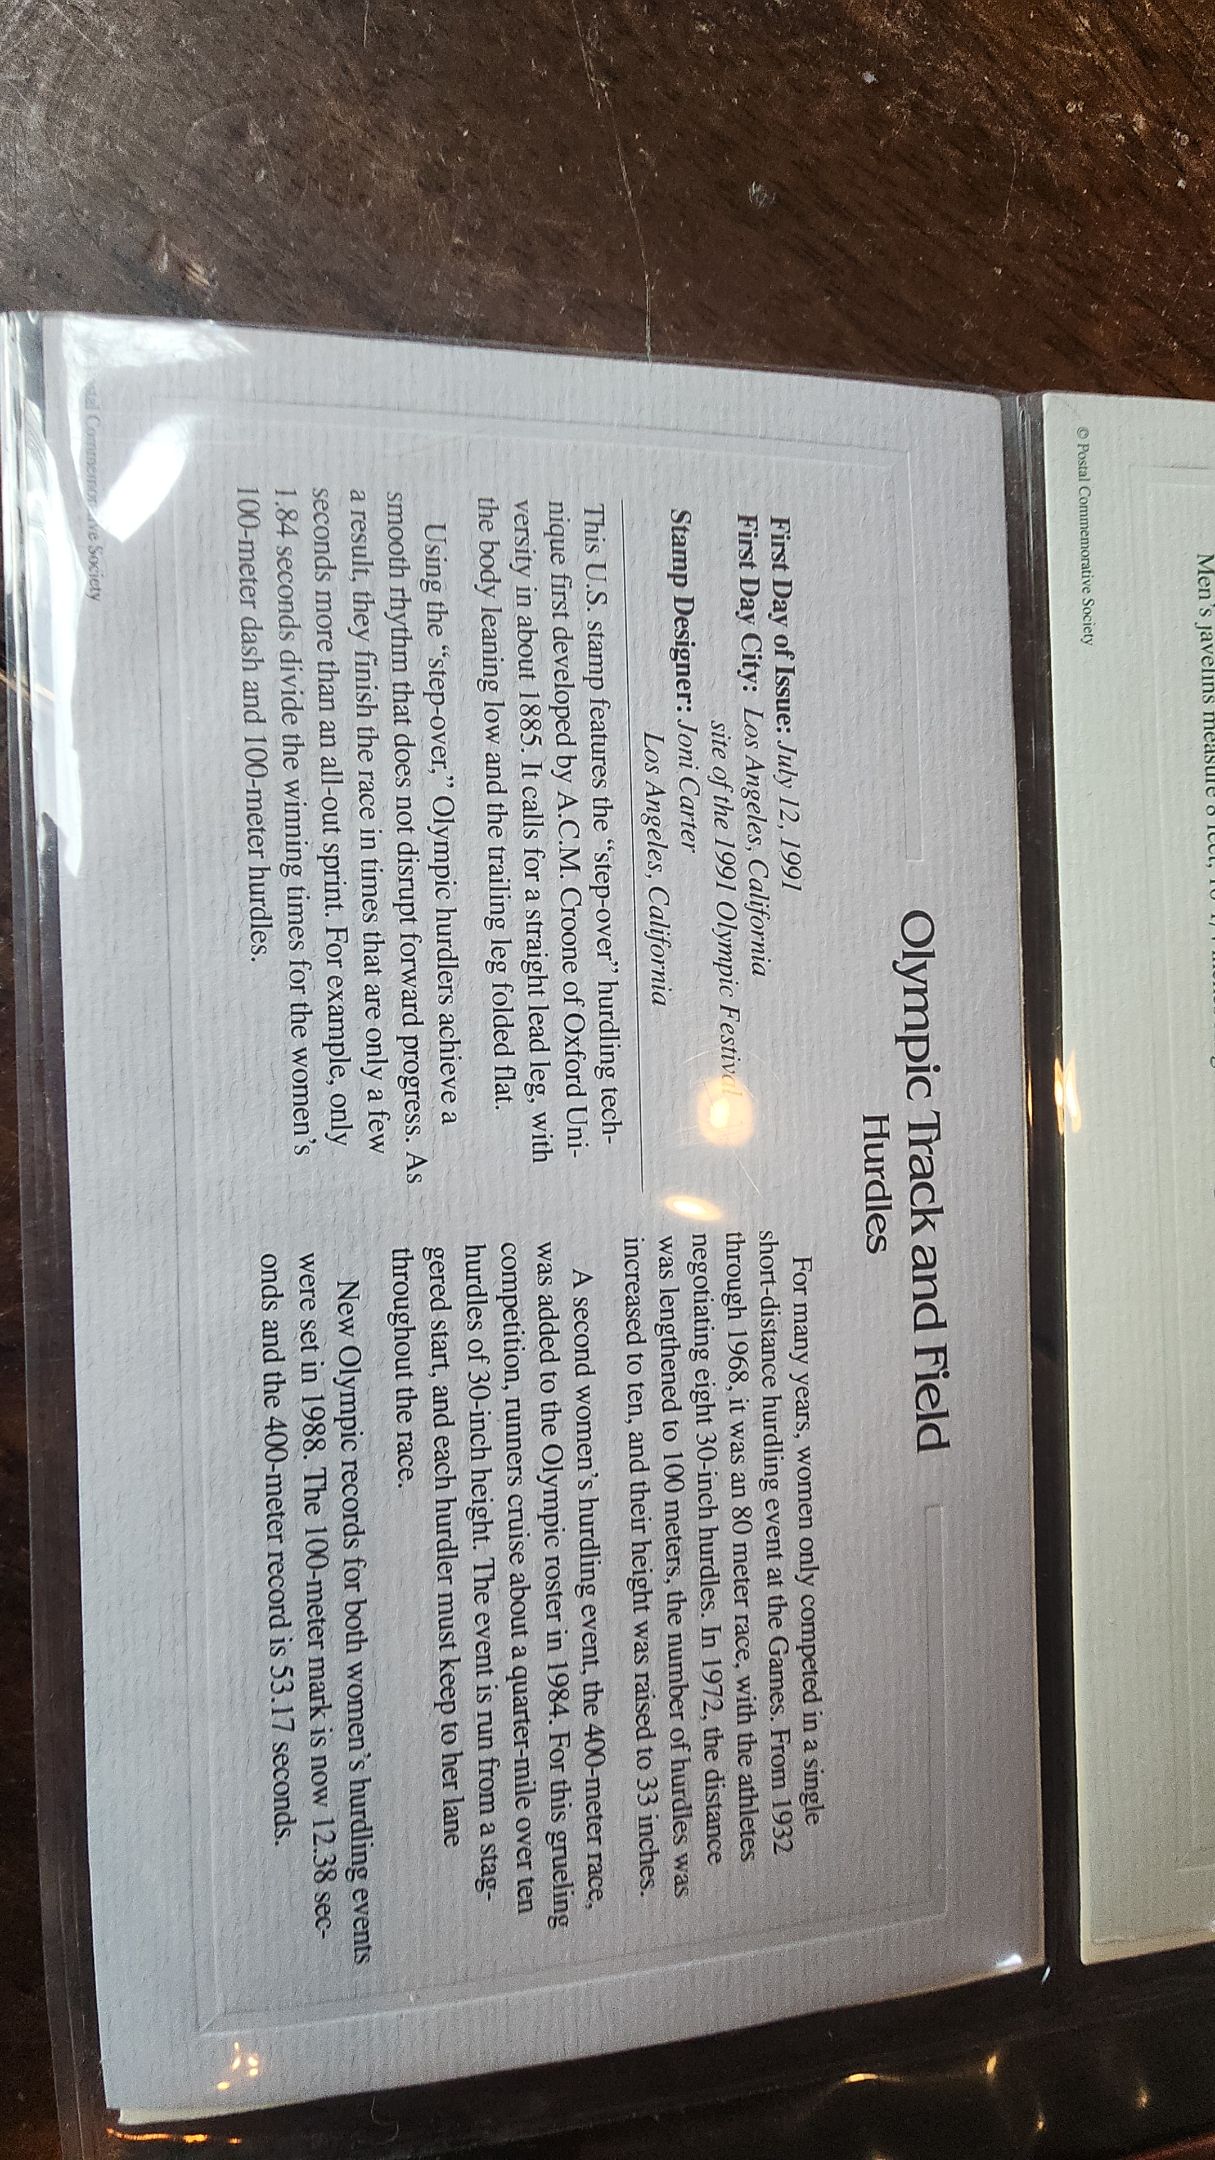 Men's javelins measure 8 feet,
© Postal Commemorative Society
Olympic Track and Field
Hurdles
First Day of Issue: July 12, 1991
First Day City: Los Angeles, California
site of the 1991 Olympic Festival
Stamp Designer: Joni Carter
Los Angeles, California
This U.S. stamp features the “step-over” hurdling tech-
nique first developed by A.C.M. Croone of Oxford Uni-
versity in about 1885. It calls for a straight lead leg, with
the body leaning low and the trailing leg folded flat.
Using the “step-over,” Olympic hurdlers achieve a
smooth rhythm that does not disrupt forward progress. As
a result, they finish the race in times that are only a few
seconds more than an all-out sprint. For example, only
1.84 seconds divide the winning times for the women's
100-meter dash and 100-meter hurdles.
For many years, women only competed in a single
short-distance hurdling event at the Games. From 1932
through 1968, it was an 80 meter race, with the athletes
negotiating eight 30-inch hurdles. In 1972, the distance
was lengthened to 100 meters, the number of hurdles was
increased to ten, and their height was raised to 33 inches.
A second women's hurdling event, the 400-meter race,
was added to the Olympic roster in 1984. For this grueling
competition, runners cruise about a quarter-mile over ten
hurdles of 30-inch height. The event is run from a stag-
gered start, and each hurdler must keep to her lane
throughout the race.
New Olympic records for both women's hurdling events
were set in 1988. The 100-meter mark is now 12.38 sec-
onds and the 400-meter record is 53.17 seconds.
Commemorative Society